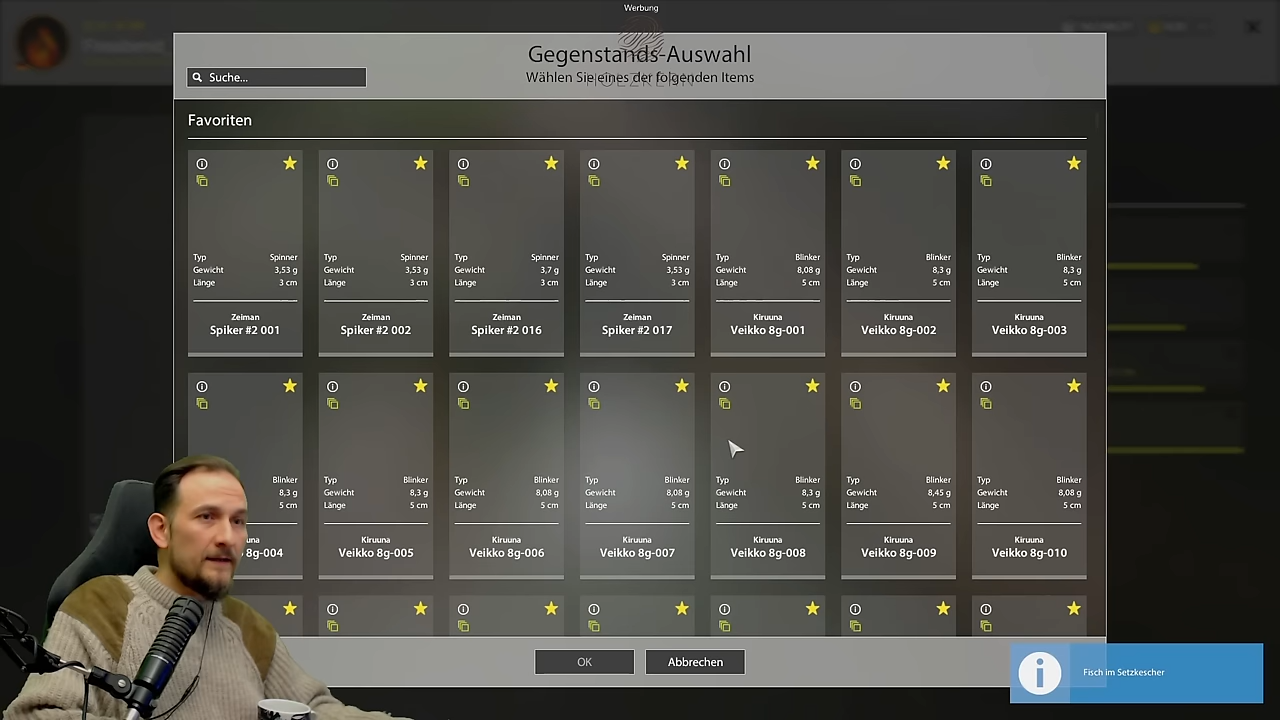 Werbung
Gegenstands-Auswahl
Suche...
Wählen Sie eines der folgenden Items
HOLZKERN
Favoriten
Typ Spinner
Gewicht 3,53 g
Länge 3 cm
Zeiman
Spiker #2 001
Typ Spinner
Gewicht 3,53 g
Länge 3 cm
Zeiman
Spiker #2 002
Typ Spinner
Gewicht 3,7 g
Länge 3 cm
Zeiman
Spiker #2 016
Typ Spinner
Gewicht 3,53 g
Länge 3 cm
Zeiman
Spiker #2 017
Typ Blinker
Gewicht 8,08 g
Länge 5 cm
Kiruuna
Veikko 8g-001
Typ Blinker
Gewicht 8,3 g
Länge 5 cm
Kiruuna
Veikko 8g-002
Typ Blinker
Gewicht 8,3 g
Länge 5 cm
Kiruuna
Veikko 8g-003
Blinker
8,3 g
5 cm
una
8g-004
Typ Blinker
Gewicht 8,3 g
Länge 5 cm
Kiruuna
Veikko 8g-005
Typ Blinker
Gewicht 8,08 g
Länge 5 cm
Kiruuna
Veikko 8g-006
Typ Blinker
Gewicht 8,08 g
Länge 5 cm
Kiruuna
Veikko 8g-007
Typ Blinker
Gewicht 8,3 g
Länge 5 cm
Kiruuna
Veikko 8g-008
Typ Blinker
Gewicht 8,45 g
Länge 5 cm
Kiruuna
Veikko 8g-009
Typ Blinker
Gewicht 8,08 g
Länge 5 cm
Kiruuna
Veikko 8g-010
OK
Abbrechen
Fisch im Setzkescher